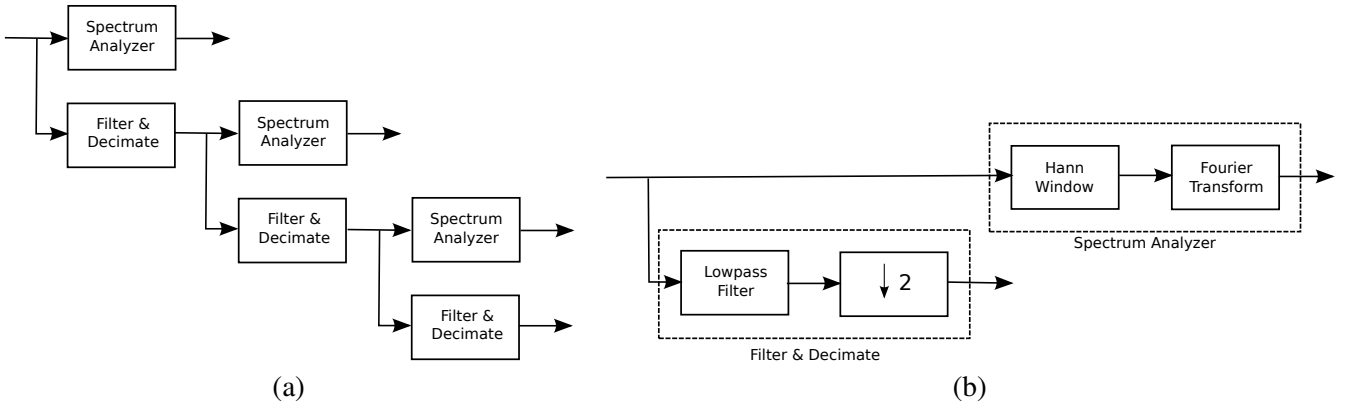 Spectrum
Analyzer
Filter &
Decimate
Spectrum
Analyzer
Filter &
Decimate
Spectrum
Analyzer
Filter &
Decimate
(a)
Hann
Window
Fourier
Transform
Spectrum Analyzer
Lowpass
Filter
2
Filter & Decimate
(b)